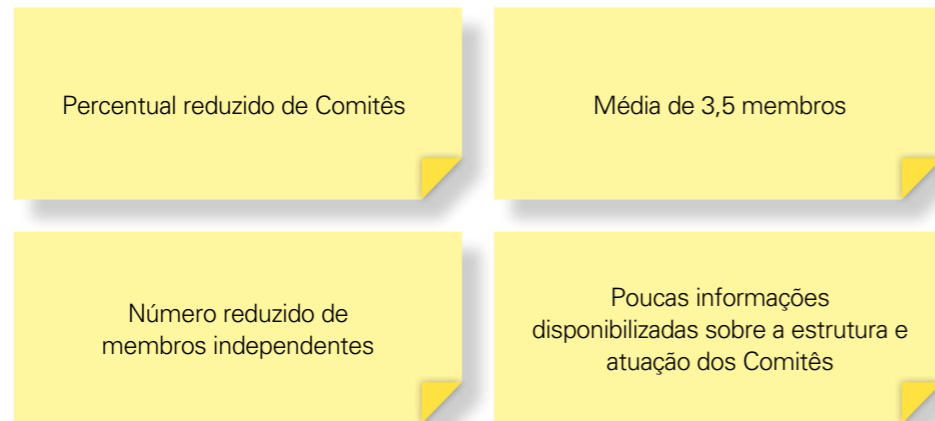 Percentual reduzido de Comitês
Média de 3,5 membros
Número reduzido de
membros independentes
Poucas informações
disponibilizadas sobre a estrutura e
atuação dos Comitês